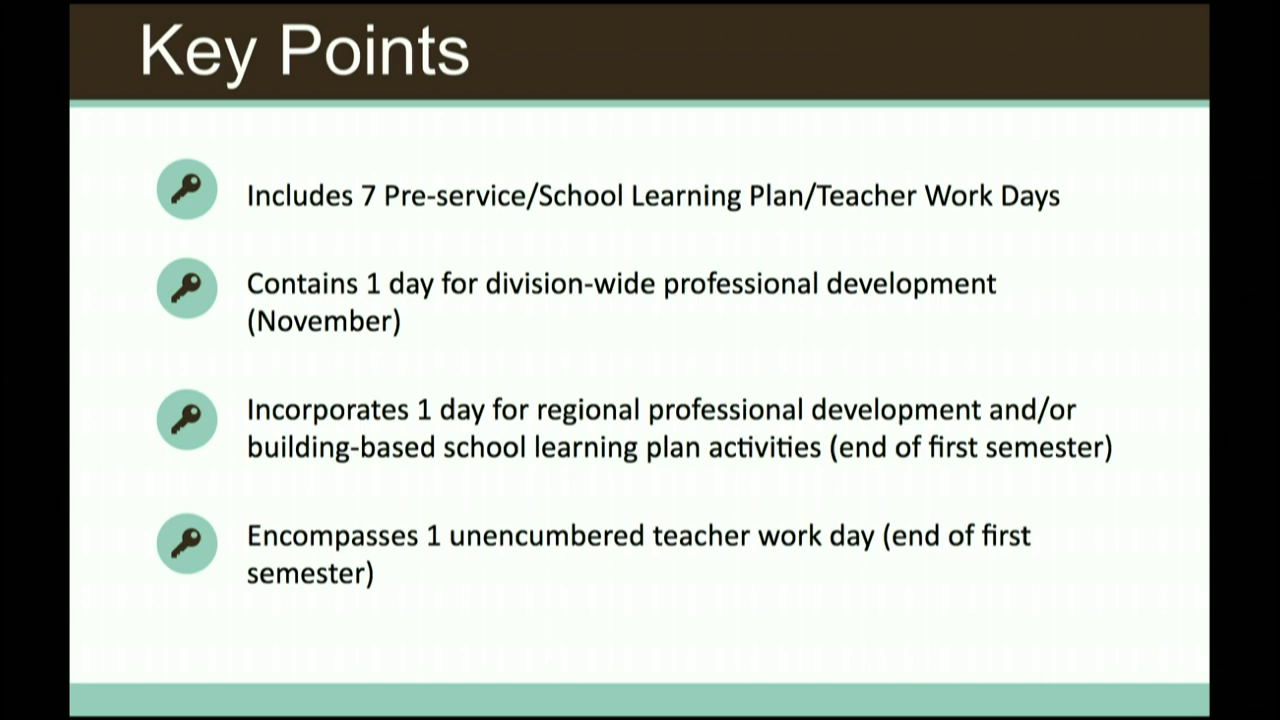 Key Points
Includes 7 Pre-service/School Learning Plan/Teacher Work Days
Contains 1 day for division-wide professional development
(November)
Incorporates 1 day for regional professional development and/or
building-based school learning plan activities (end of first semester)
Encompasses 1 unencumbered teacher work day (end of first
semester)